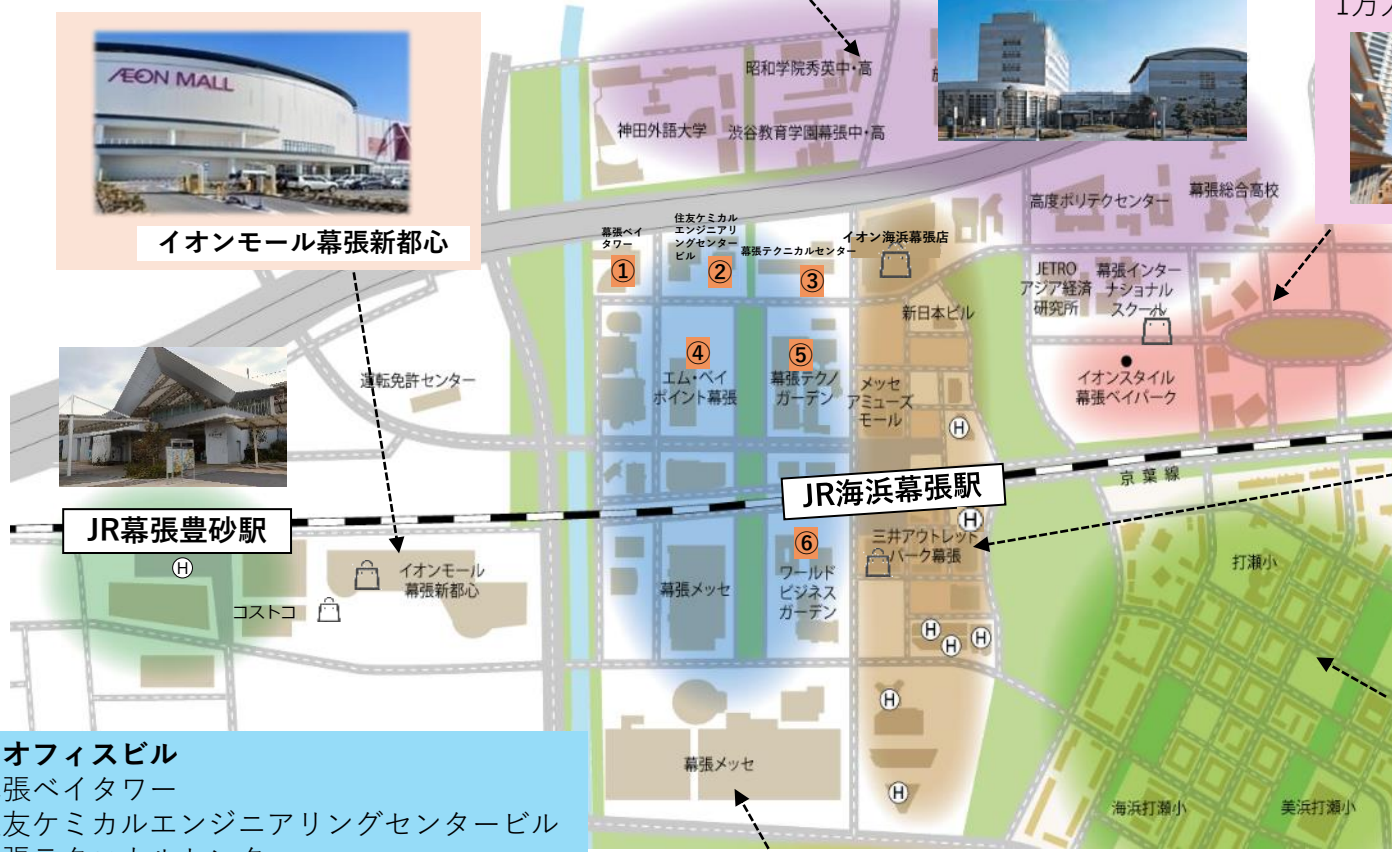 1万
AEON MALL
イオンモール幕張新都心
昭和学院秀英中・高
神田外語大学
渋谷教育学園幕張中・高
高度ポリテクセンター
幕張総合高校
幕張ベイ
タワー
①
住友ケミカル
エンジニアリ
ングセンター
ビル
②
幕張テクニカルセンター
③
イオン海浜幕張店
JETRO
アジア経済
研究所
幕張インター
ナショナル
スクール
新日本ビル
運転免許センター
④
エム・ベイ
ポイント幕張
⑤
幕張テクノ
ガーデン
メッセ
アミューズ
モール
イオンスタイル
幕張ベイパーク
H
JR海浜幕張駅
京葉線
JR幕張豊砂駅
H
H
イオンモール
幕張新都心
コストコ
幕張メッセ
⑥
ワールド
ビジネス
ガーデン
三井アウトレット
パーク幕張
打瀬小
H
H
H
H
幕張メッセ
H
海浜打瀬小
美浜打瀬小
オフィスビル
張ベイタワー
友ケミカルエンジニアリングセンタービル